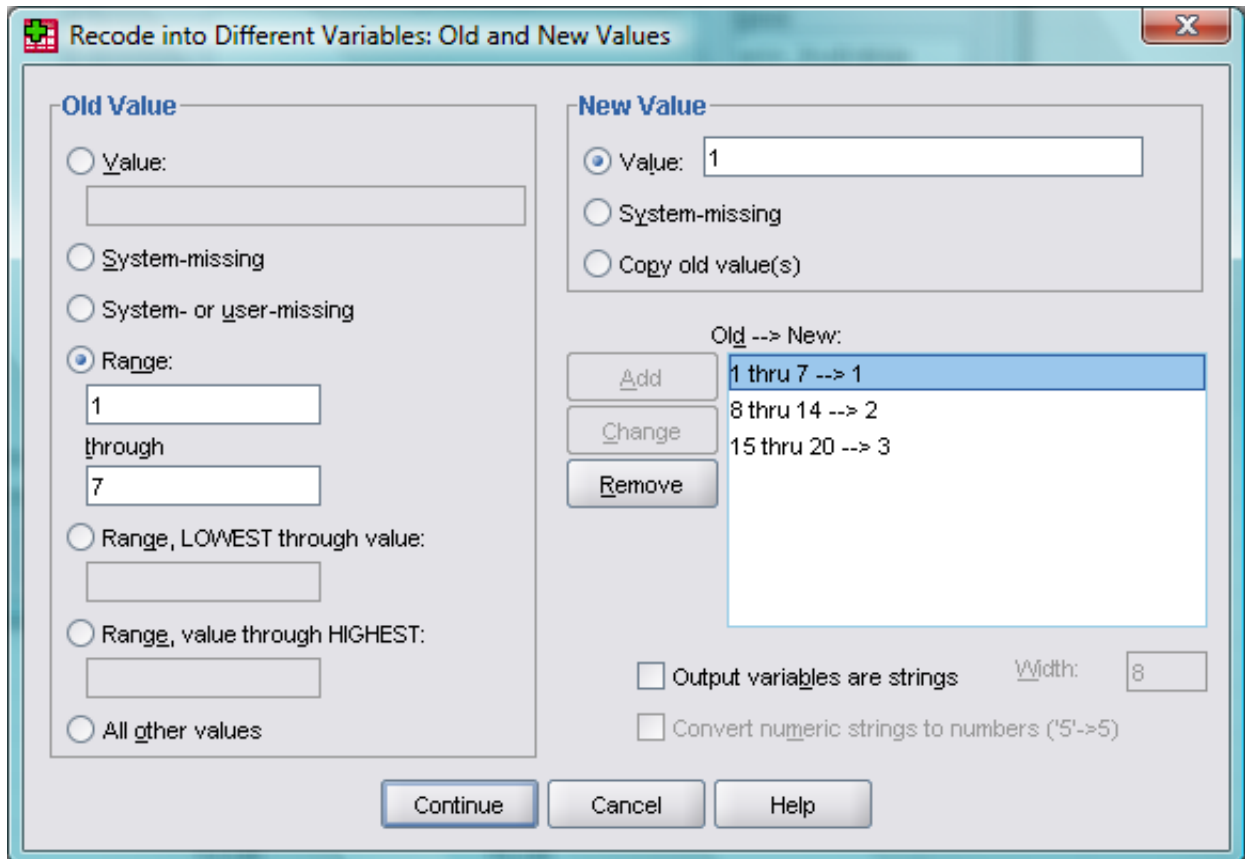 Recode into Different Variables: Old and New Values
Old Value
Value:
System-missing
System- or user-missing
Range:
1
through
7
Range, LOWEST through value:
Range, value through HIGHEST:
All other values
New Value
Value: 1
System-missing
Copy old value(s)
Old --> New:
Add
Change
Remove
1 thru 7 --> 1
8 thru 14 --> 2
15 thru 20 --> 3
Output variables are strings
Width: 8
Convert numeric strings to numbers ('5'->5)
Continue
Cancel
Help